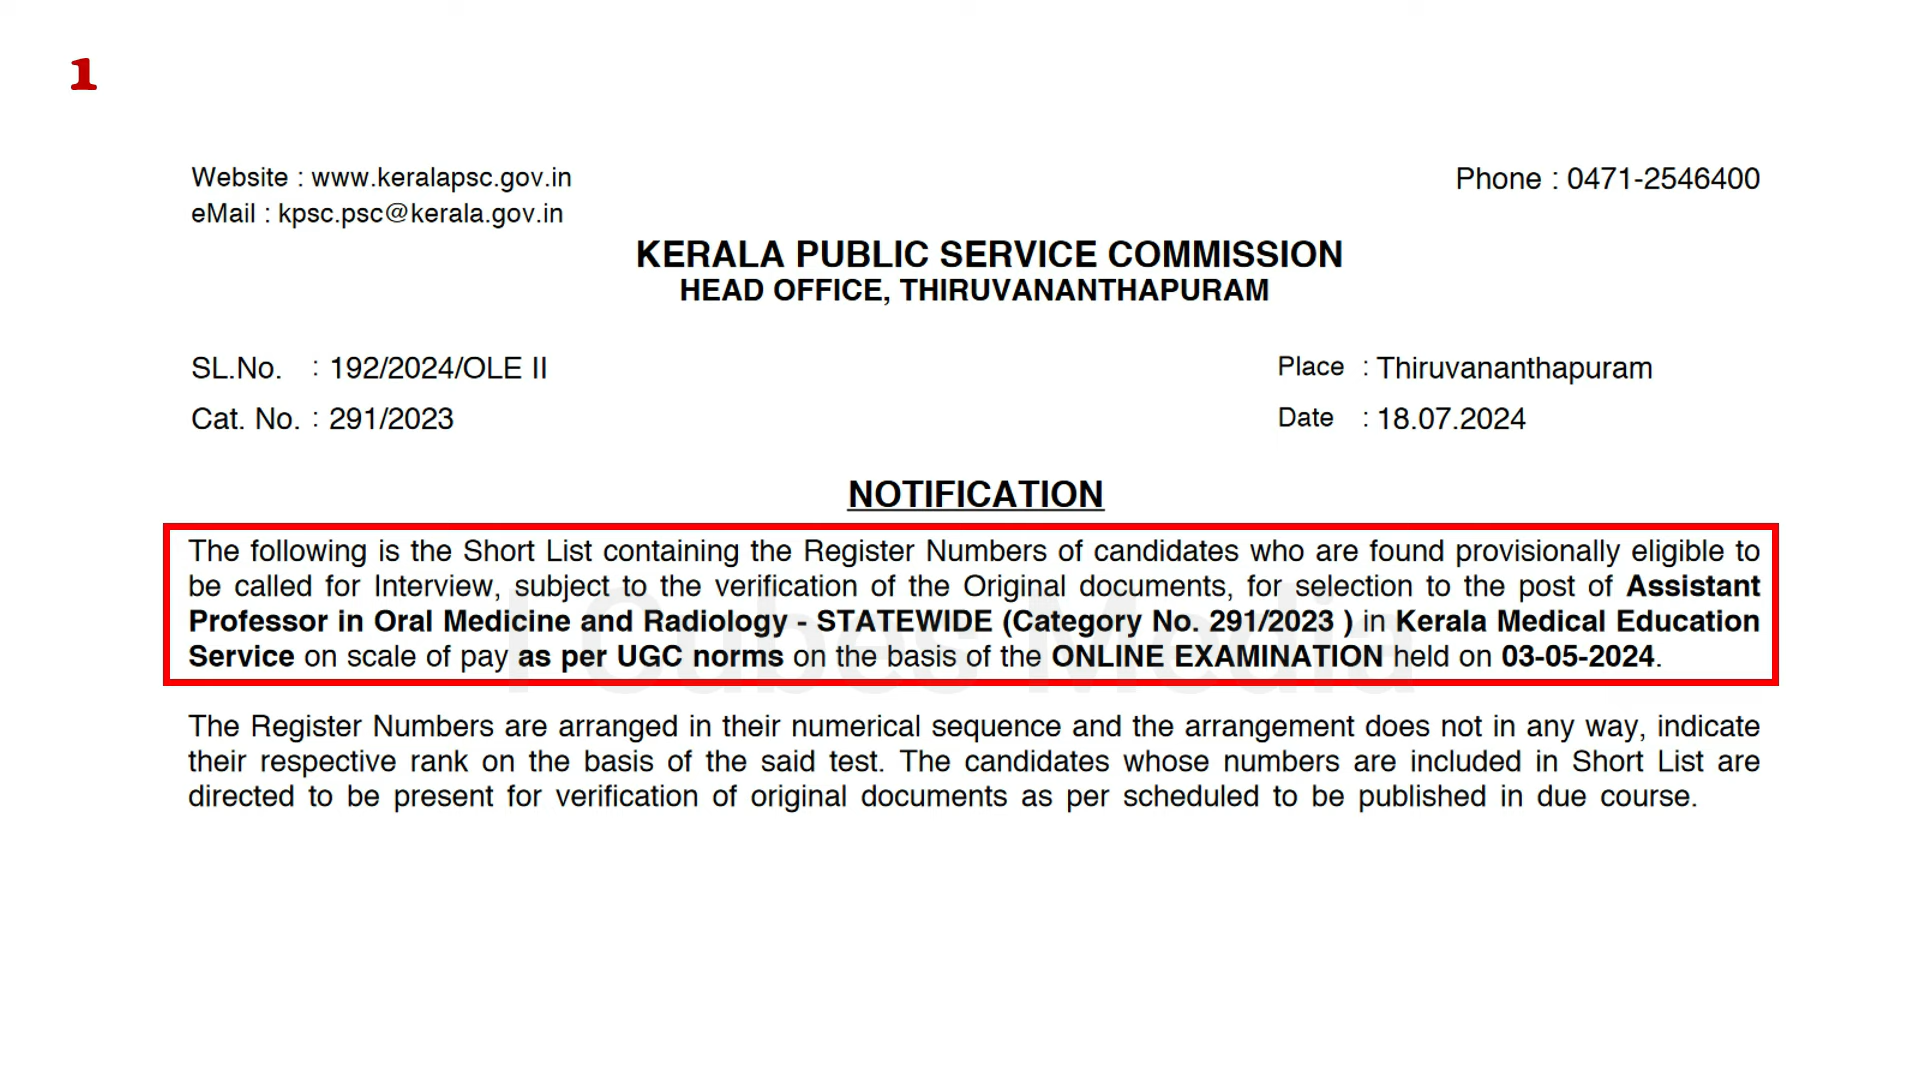 1
Website : www.keralapsc.gov.in
Phone : 0471-2546400
eMail : kpsc.psc@kerala.gov.in
KERALA PUBLIC SERVICE COMMISSION
HEAD OFFICE, THIRUVANANTHAPURAM
SL.No. : 192/2024/OLE II
Place : Thiruvananthapuram
Cat. No. : 291/2023
Date : 18.07.2024
NOTIFICATION
The following is the Short List containing the Register Numbers of candidates who are found provisionally eligible to
be called for Interview, subject to the verification of the Original documents, for selection to the post of Assistant
Professor in Oral Medicine and Radiology - STATEWIDE (Category No. 291/2023 ) in Kerala Medical Education
Service on scale of pay as per UGC norms on the basis of the ONLINE EXAMINATION held on 03-05-2024.
I Cubes Media
The Register Numbers are arranged in their numerical sequence and the arrangement does not in any way, indicate
their respective rank on the basis of the said test. The candidates whose numbers are included in Short List are
directed to be present for verification of original documents as per scheduled to be published in due course.